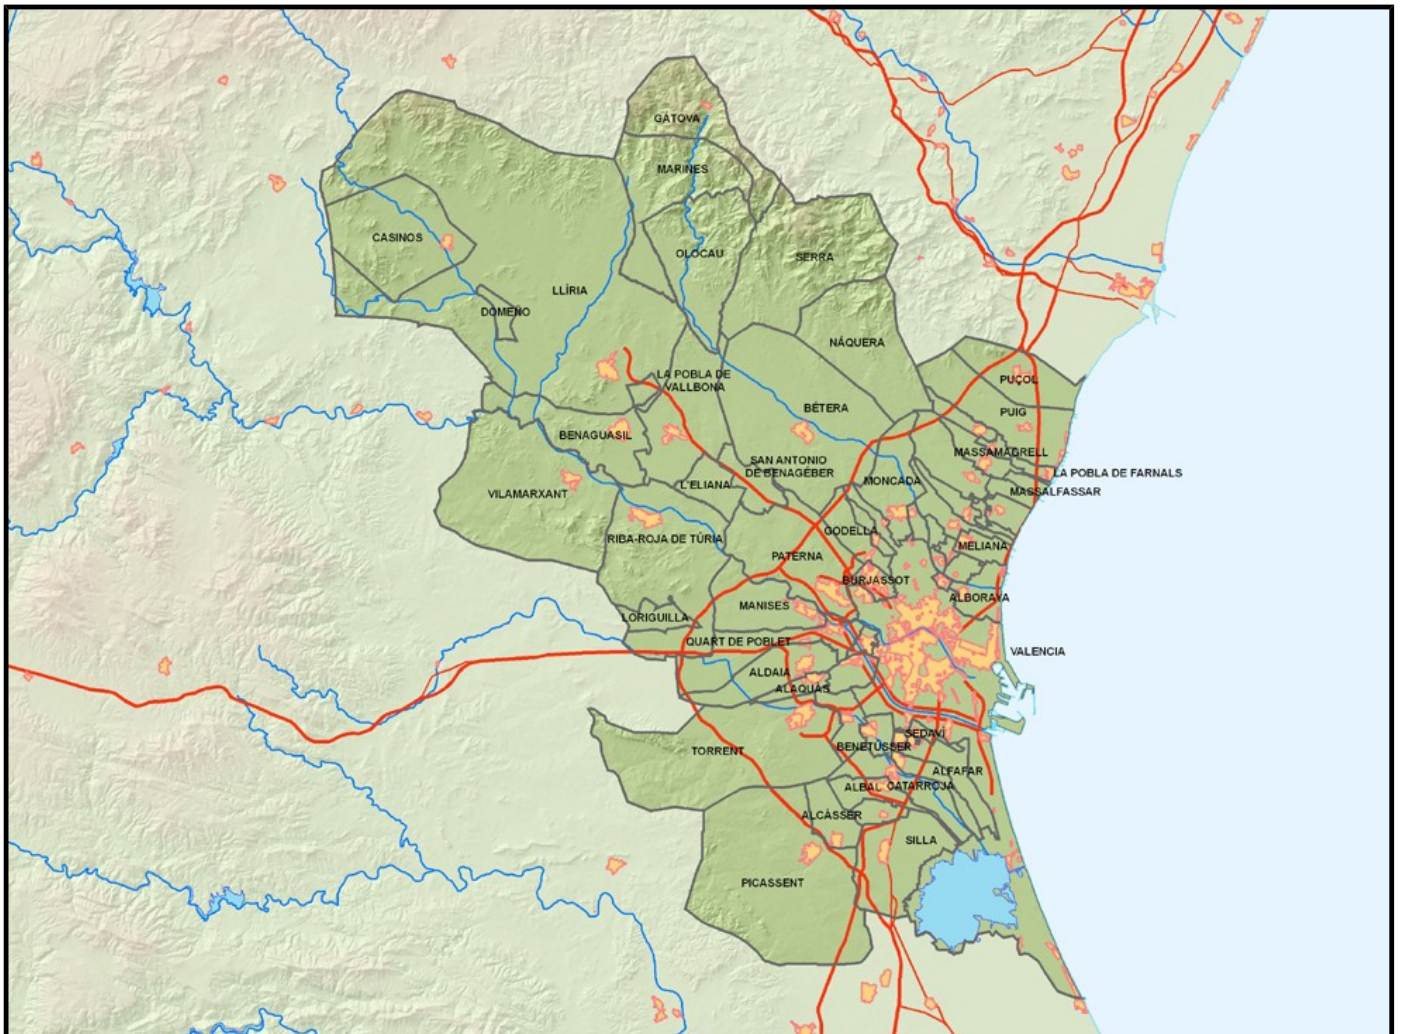 GÁTOVA
MARINES
CASINOS
OLOCAU
SERRA
LLÍRIA
DOMEÑO
NÁQUERA
LA POBLA DE
VALLBONA
PUÇOL
BÉTERA
PUIG
BENAGUASIL
MASSAMAGRELL
SAN ANTONIO
DE BENAGÉBER
LA POBLA DE FARNALS
L'ELIANA
MONCADA
VILAMARXANT
MASSALFASSAR
GODELLA
RIBA-ROJA DE TÚRIA
MELIANA
PATERNA
BURJASSOT
ALBORAYA
MANISES
LORIGUILLA
QUART DE POBLET
VALENCIA
ALDAIA
ALAQUÀS
SEDAVÍ
TORRENT
BENETÚSSER
ALFAFAR
ALBAL
CATARROJA
ALCÀSSER
SILLA
PICASSENT